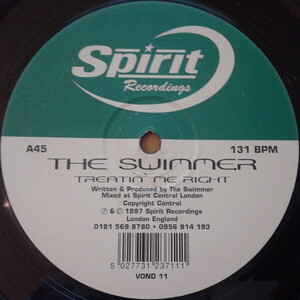 Spirit
Recordings
A45
131 BPM
THE SWIMMER
TREATIN' ME RIGHT
Written & Produced by The Swimmer
Mixed at Spirit Central London
Copyright Control
℗ & © 1997 Spirit Recordings
London England
0181 569 8780 • 0956 914 193
5 027731 237111
VOND 11